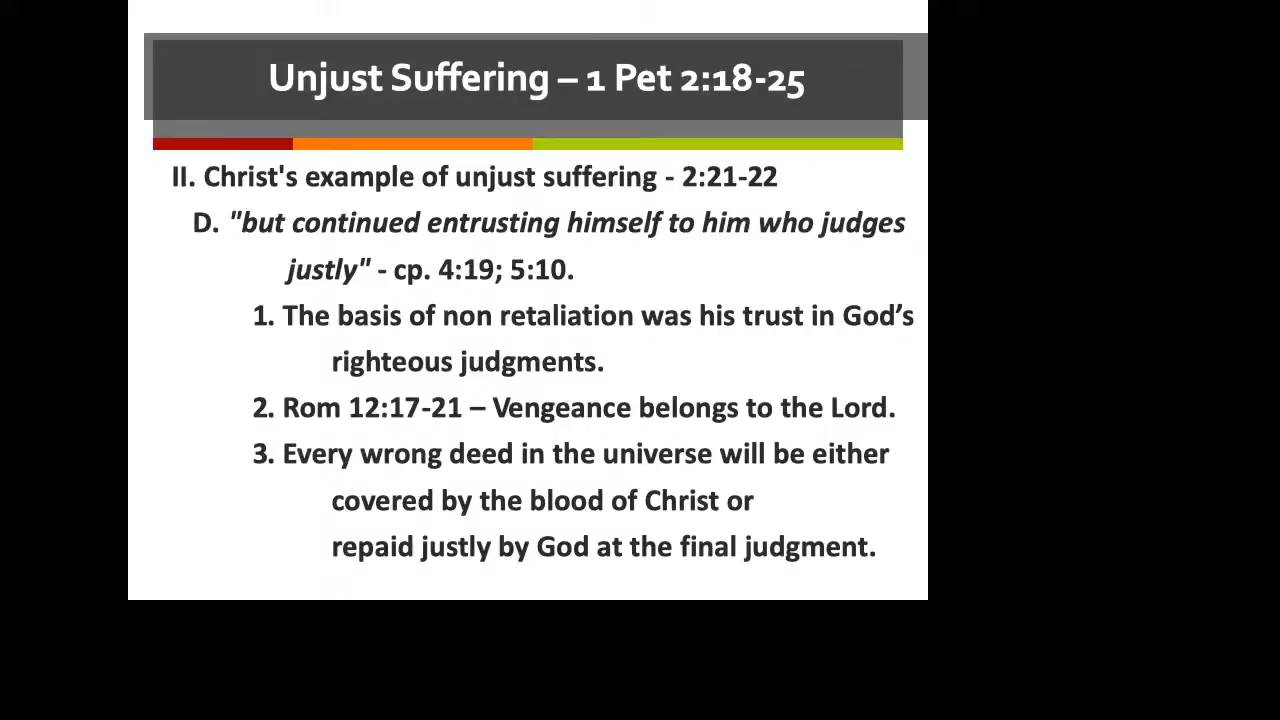 Unjust Suffering – 1 Pet 2:18-25
II. Christ's example of unjust suffering - 2:21-22
D. "but continued entrusting himself to him who judges
justly" - cp. 4:19; 5:10.
1. The basis of non retaliation was his trust in God’s
righteous judgments.
2. Rom 12:17-21 – Vengeance belongs to the Lord.
3. Every wrong deed in the universe will be either
covered by the blood of Christ or
repaid justly by God at the final judgment.